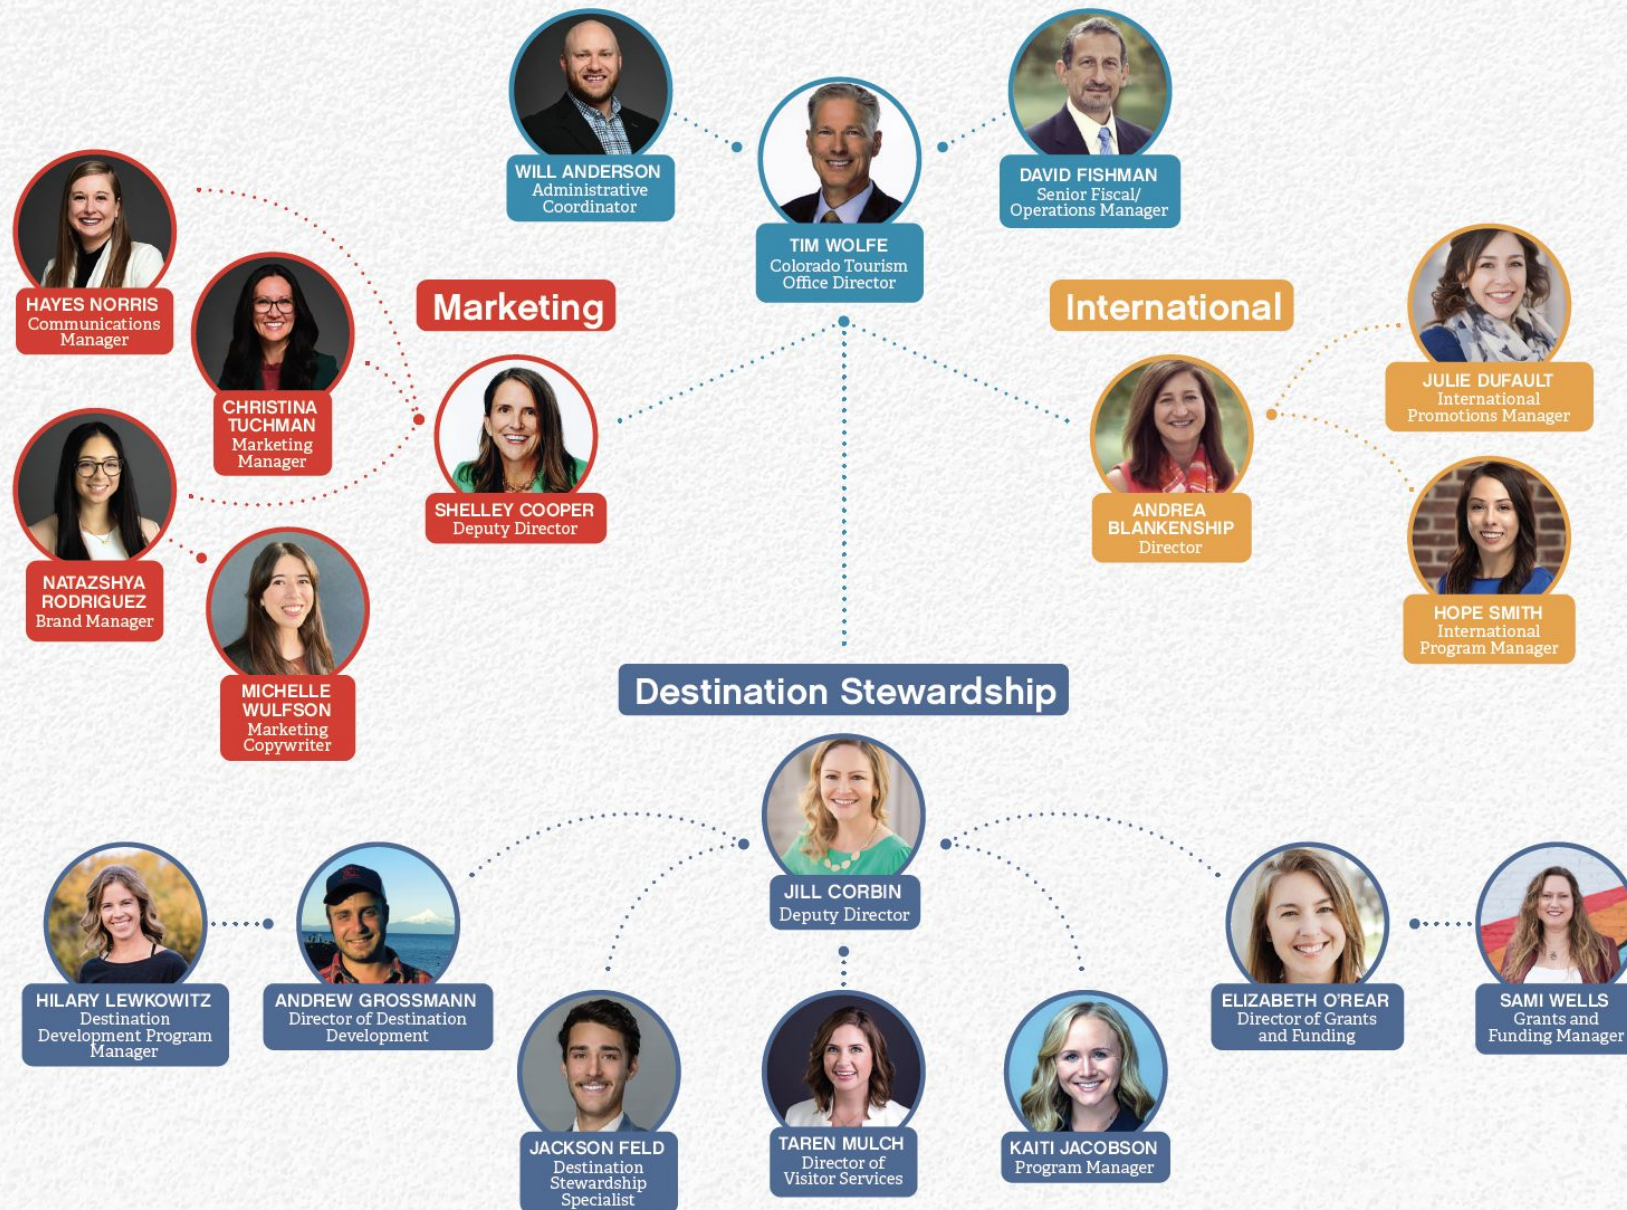 WILL ANDERSON
Administrative
Coordinator
DAVID FISHMAN
Senior Fiscal/
Operations Manager
TIM WOLFE
Colorado Tourism
Office Director
Marketing
HAYES NORRIS
Communications
Manager
CHRISTINA
TUCHMAN
Marketing
Manager
SHELLEY COOPER
Deputy Director
NATAZSHYA
RODRIGUEZ
Brand Manager
MICHELLE
WULFSON
Marketing
Copywriter
International
JULIE DUFAULT
International
Promotions Manager
ANDREA
BLANKENSHIP
Director
HOPE SMITH
International
Program Manager
Destination Stewardship
JILL CORBIN
Deputy Director
HILARY LEWKOWITZ
Destination
Development Program
Manager
ANDREW GROSSMANN
Director of Destination
Development
JACKSON FELD
Destination
Stewardship
Specialist
TAREN MULCH
Director of
Visitor Services
KAITI JACOBSON
Program Manager
ELIZABETH O'REAR
Director of Grants
and Funding
SAMI WELLS
Grants and
Funding Manager